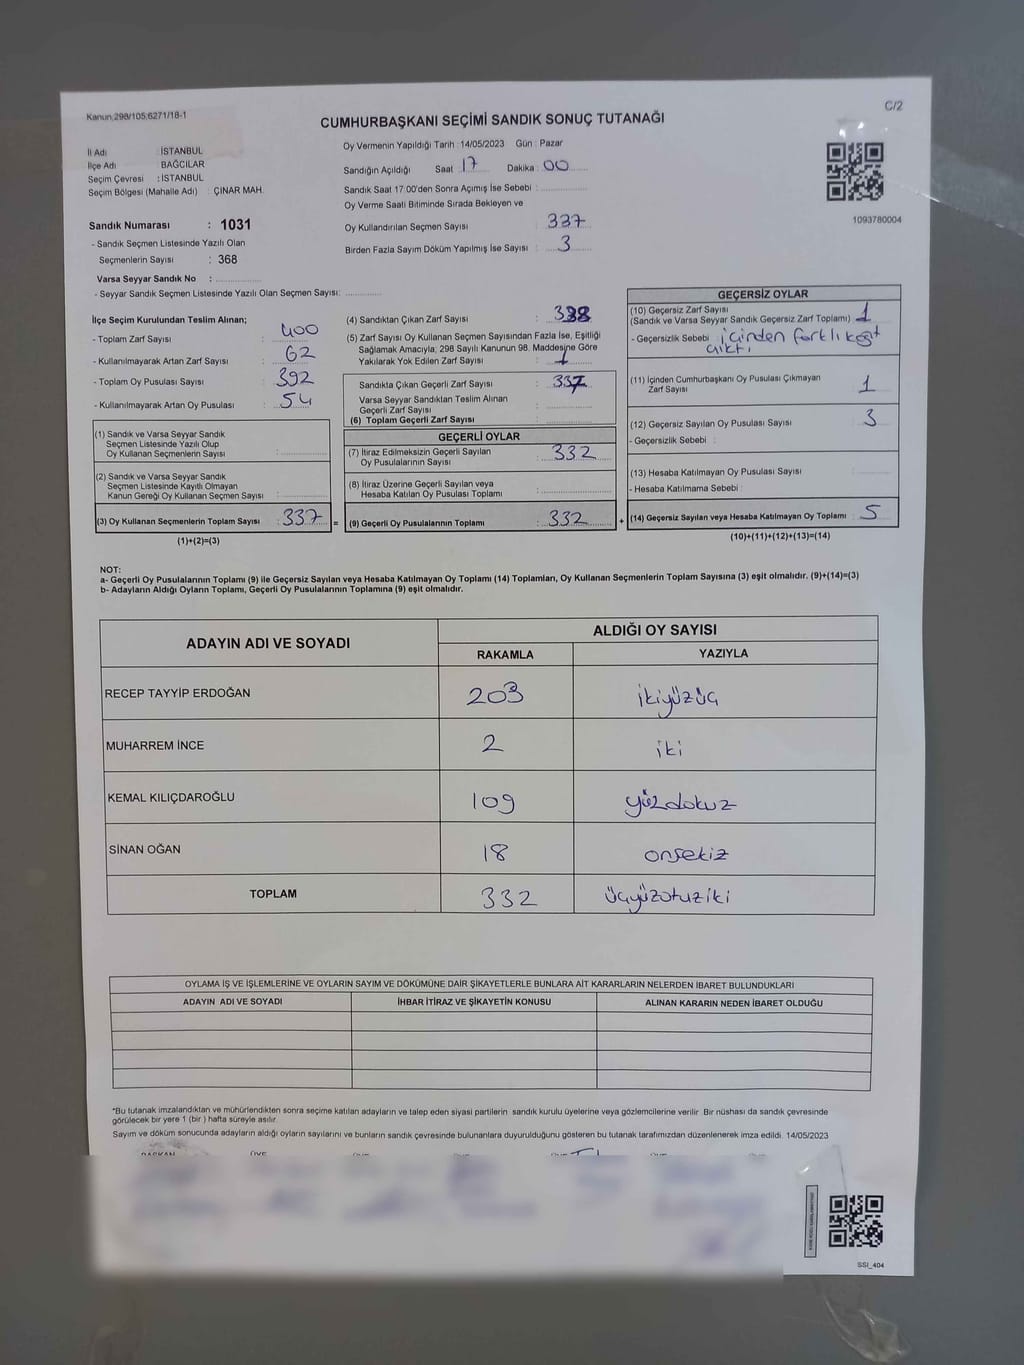 Kanun:298/105;6271/18-1
C/2
CUMHURBAŞKANI SEÇİMİ SANDIK SONUÇ TUTANAĞI
İl Adı : İSTANBUL
İlçe Adı : BAĞCILAR
Seçim Çevresi : İSTANBUL
Seçim Bölgesi (Mahalle Adı) : ÇINAR MAH.
Sandık Numarası : 1031
- Sandık Seçmen Listesinde Yazılı Olan
Seçmenlerin Sayısı : 368
Varsa Seyyar Sandık No :
- Seyyar Sandık Seçmen Listesinde Yazılı Olan Seçmen Sayısı:
Oy Vermenin Yapıldığı Tarih : 14/05/2023 Gün : Pazar
Sandığın Açıldığı Saat : 17 Dakika : 00
Sandık Saat 17:00'den Sonra Açımış İse Sebebi :
Oy Verme Saati Bitiminde Sırada Bekleyen ve
Oy Kullandırılan Seçmen Sayısı : 337
Birden Fazla Sayım Döküm Yapılmış İse Sayısı : 3
1093780004
İlçe Seçim Kurulundan Teslim Alınan;
- Toplam Zarf Sayısı : 400
- Kullanılmayarak Artan Zarf Sayısı : 62
- Toplam Oy Pusulası Sayısı : 392
- Kullanılmayarak Artan Oy Pusulası : 54
(1) Sandık ve Varsa Seyyar Sandık
Seçmen Listesinde Yazılı Olup
Oy Kullanan Seçmenlerin Sayısı :
(2) Sandık ve Varsa Seyyar Sandık
Seçmen Listesinde Kayıtlı Olmayan
Kanun Gereği Oy Kullanan Seçmen Sayısı :
(3) Oy Kullanan Seçmenlerin Toplam Sayısı : 337 =
(1)+(2)=(3)
(4) Sandıktan Çıkan Zarf Sayısı : 338
(5) Zarf Sayısı Oy Kullanan Seçmen Sayısından Fazla İse, Eşitliği
Sağlamak Amacıyla, 298 Sayılı Kanunun 98. Maddesine Göre
Yakılarak Yok Edilen Zarf Sayısı : 1
Sandıkta Çıkan Geçerli Zarf Sayısı : 337
Varsa Seyyar Sandıktan Teslim Alınan
Geçerli Zarf Sayısı :
(6) Toplam Geçerli Zarf Sayısı :
GEÇERLİ OYLAR
(7) İtiraz Edilmeksizin Geçerli Sayılan
Oy Pusulalarının Sayısı : 332
(8) İtiraz Üzerine Geçerli Sayılan veya
Hesaba Katılan Oy Pusulası Toplamı :
(9) Geçerli Oy Pusulalarının Toplamı : 332 +
GEÇERSİZ OYLAR
(10) Geçersiz Zarf Sayısı
(Sandık ve Varsa Seyyar Sandık Geçersiz Zarf Toplamı) : 1
- Geçersizlik Sebebi : içinden farklı kağıt
çıktı
(11) İçinden Cumhurbaşkanı Oy Pusulası Çıkmayan
Zarf Sayısı : 1
(12) Geçersiz Sayılan Oy Pusulası Sayısı : 3
- Geçersizlik Sebebi :
(13) Hesaba Katılmayan Oy Pusulası Sayısı :
- Hesaba Katılmama Sebebi :
(14) Geçersiz Sayılan veya Hesaba Katılmayan Oy Toplamı : 5
(10)+(11)+(12)+(13)=(14)
NOT:
a- Geçerli Oy Pusulalarının Toplamı (9) ile Geçersiz Sayılan veya Hesaba Katılmayan Oy Toplamı (14) Toplamları, Oy Kullanan Seçmenlerin Toplam Sayısına (3) eşit olmalıdır. (9)+(14)=(3)
b- Adayların Aldığı Oyların Toplamı, Geçerli Oy Pusulalarının Toplamına (9) eşit olmalıdır.
ADAYIN ADI VE SOYADI ALDIĞI OY SAYISI
RAKAMLA YAZIYLA
RECEP TAYYİP ERDOĞAN 203 ikiyüzüç
MUHARREM İNCE 2 iki
KEMAL KILIÇDAROĞLU 109 yüzdokuz
SİNAN OĞAN 18 onsekiz
TOPLAM 332 üçyüzotuziki
OYLAMA İŞ VE İŞLEMLERİNE VE OYLARIN SAYIM VE DÖKÜMÜNE DAİR ŞİKAYETLERLE BUNLARA AİT KARARLARIN NELERDEN İBARET BULUNDUKLARI
ADAYIN ADI VE SOYADI İHBAR İTİRAZ VE ŞİKAYETİN KONUSU ALINAN KARARIN NEDEN İBARET OLDUĞU
*Bu tutanak imzalandıktan ve mühürlendikten sonra seçime katılan adayların ve talep eden siyasi partilerin sandık kurulu üyelerine veya gözlemcilerine verilir. Bir nüshası da sandık çevresinde
görülecek bir yere 1 (bir ) hafta süreyle asılır.
Sayım ve döküm sonucunda adayların aldığı oyların sayılarını ve bunların sandık çevresinde bulunanlara duyurulduğunu gösteren bu tutanak tarafımızdan düzenlenerek imza edildi. 14/05/2023
BAŞKAN ÜYE
SSI_404